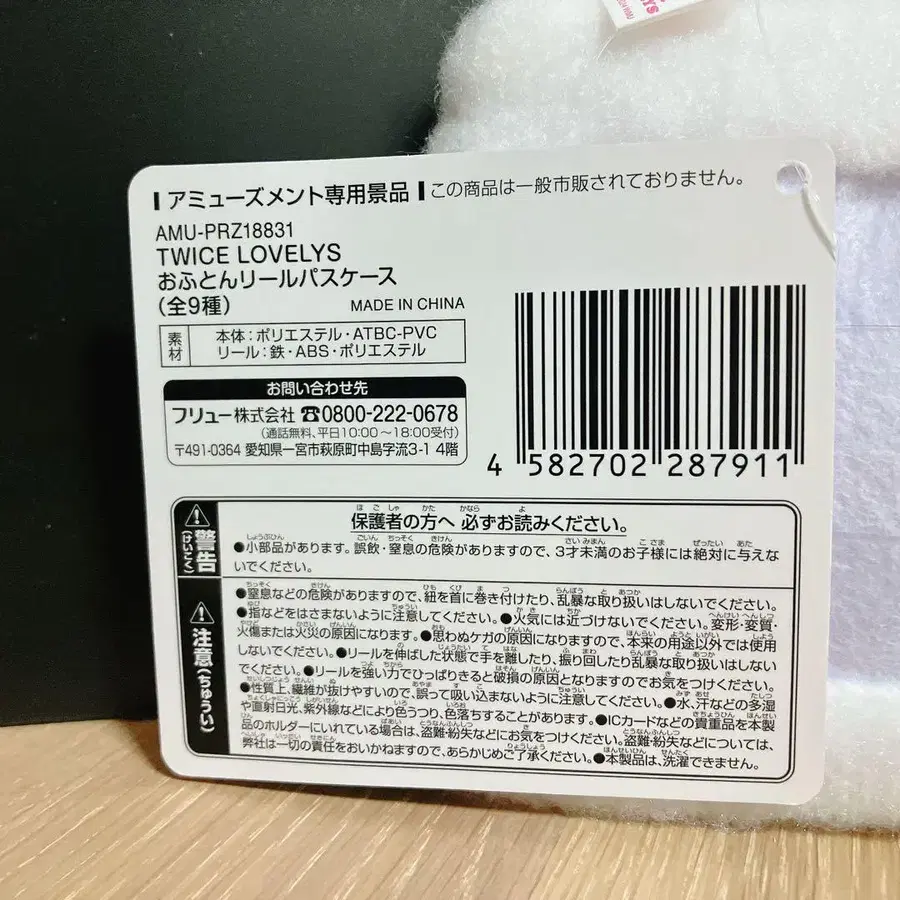 アミューズメント専用景品 この商品は一般市販されておりません。
AMU-PRZ18831
TWICE LOVELYS
おふとんリールパスケース
(全9種) MADE IN CHINA
素材 本体:ポリエステル・ATBC-PVC
リール:鉄・ABS・ポリエステル
お問い合わせ先
フリュー株式会社 ☎0800-222-0678
(通話無料、平日10:00〜18:00受付)
〒491-0364 愛知県一宮市萩原町中島字流3-1 4階
4 582702 287911
警告(けいこく)
保護者の方へ 必ずお読みください。
●小部品があります。誤飲・窒息の危険がありますので、3才未満のお子様には絶対に与えな
いでください。
注意(ちゅうい)
●窒息などの危険がありますので、紐を首に巻き付けたり、乱暴な取り扱いはしないでください。
●指などをはさまないように注意してください。●火気には近づけないでください。変形・変質・
火傷または火災の原因になります。●思わぬケガの原因になりますので、本来の用途以外では使用
しないでください。●リールを伸ばした状態で手を離したり、振り回したり乱暴な取り扱いはしない
でください。●リールを強い力でひっぱりきると破損の原因となりますのでお気をつけください。
●性質上、繊維が抜けやすいので、誤って吸い込まないように注意してください。●水、汗などの多湿
や直射日光、紫外線などにより色うつり、色落ちすることがあります。●ICカードなどの貴重品を本製
品のホルダーにいれている場合は、盗難・紛失などにお気をつけください。盗難・紛失などについては、
弊社は一切の責任をおいかねますので、あらかじめご了承ください。●本製品は、洗濯できません。